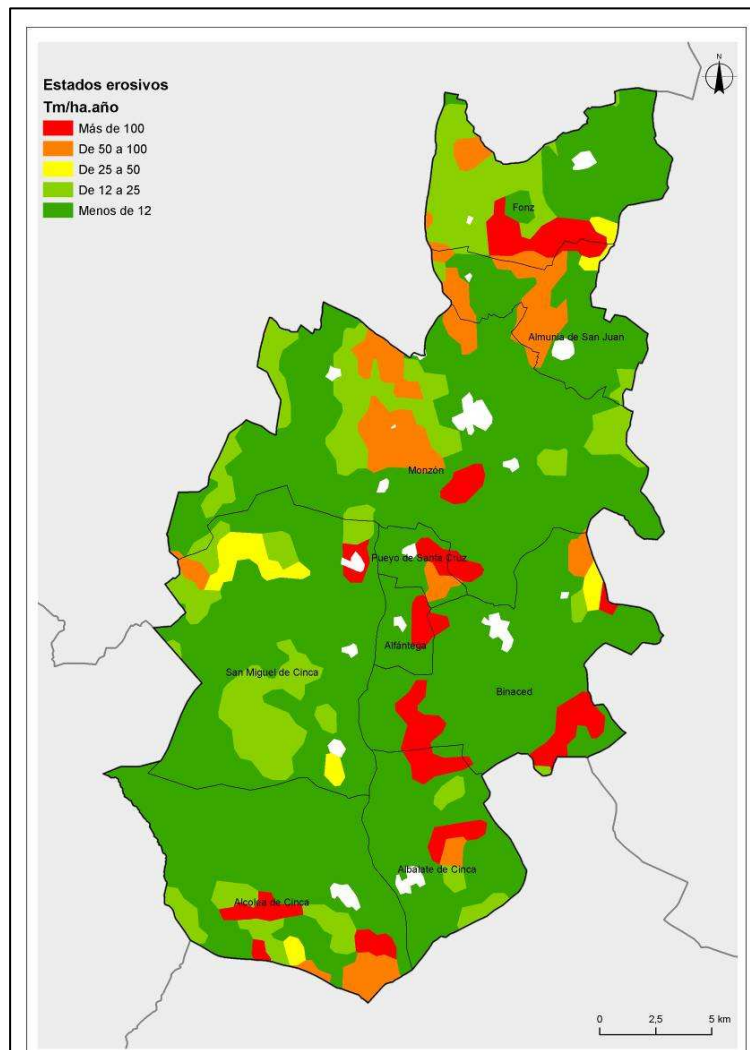 N
Estados erosivos
Tm/ha.año
Más de 100
De 50 a 100
De 25 a 50
De 12 a 25
Menos de 12
Fonz
Almunia de San Juan
Monzón
Pueyo de Santa Cruz
Alfántega
San Miguel de Cinca
Binaced
Albalate de Cinca
Alcolea de Cinca
0 2,5 5 km